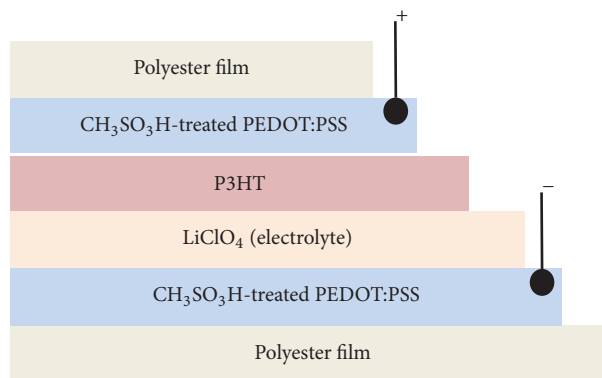 +
Polyester film
CH₃SO₃H-treated PEDOT:PSS
P3HT
−
LiClO₄ (electrolyte)
CH₃SO₃H-treated PEDOT:PSS
Polyester film